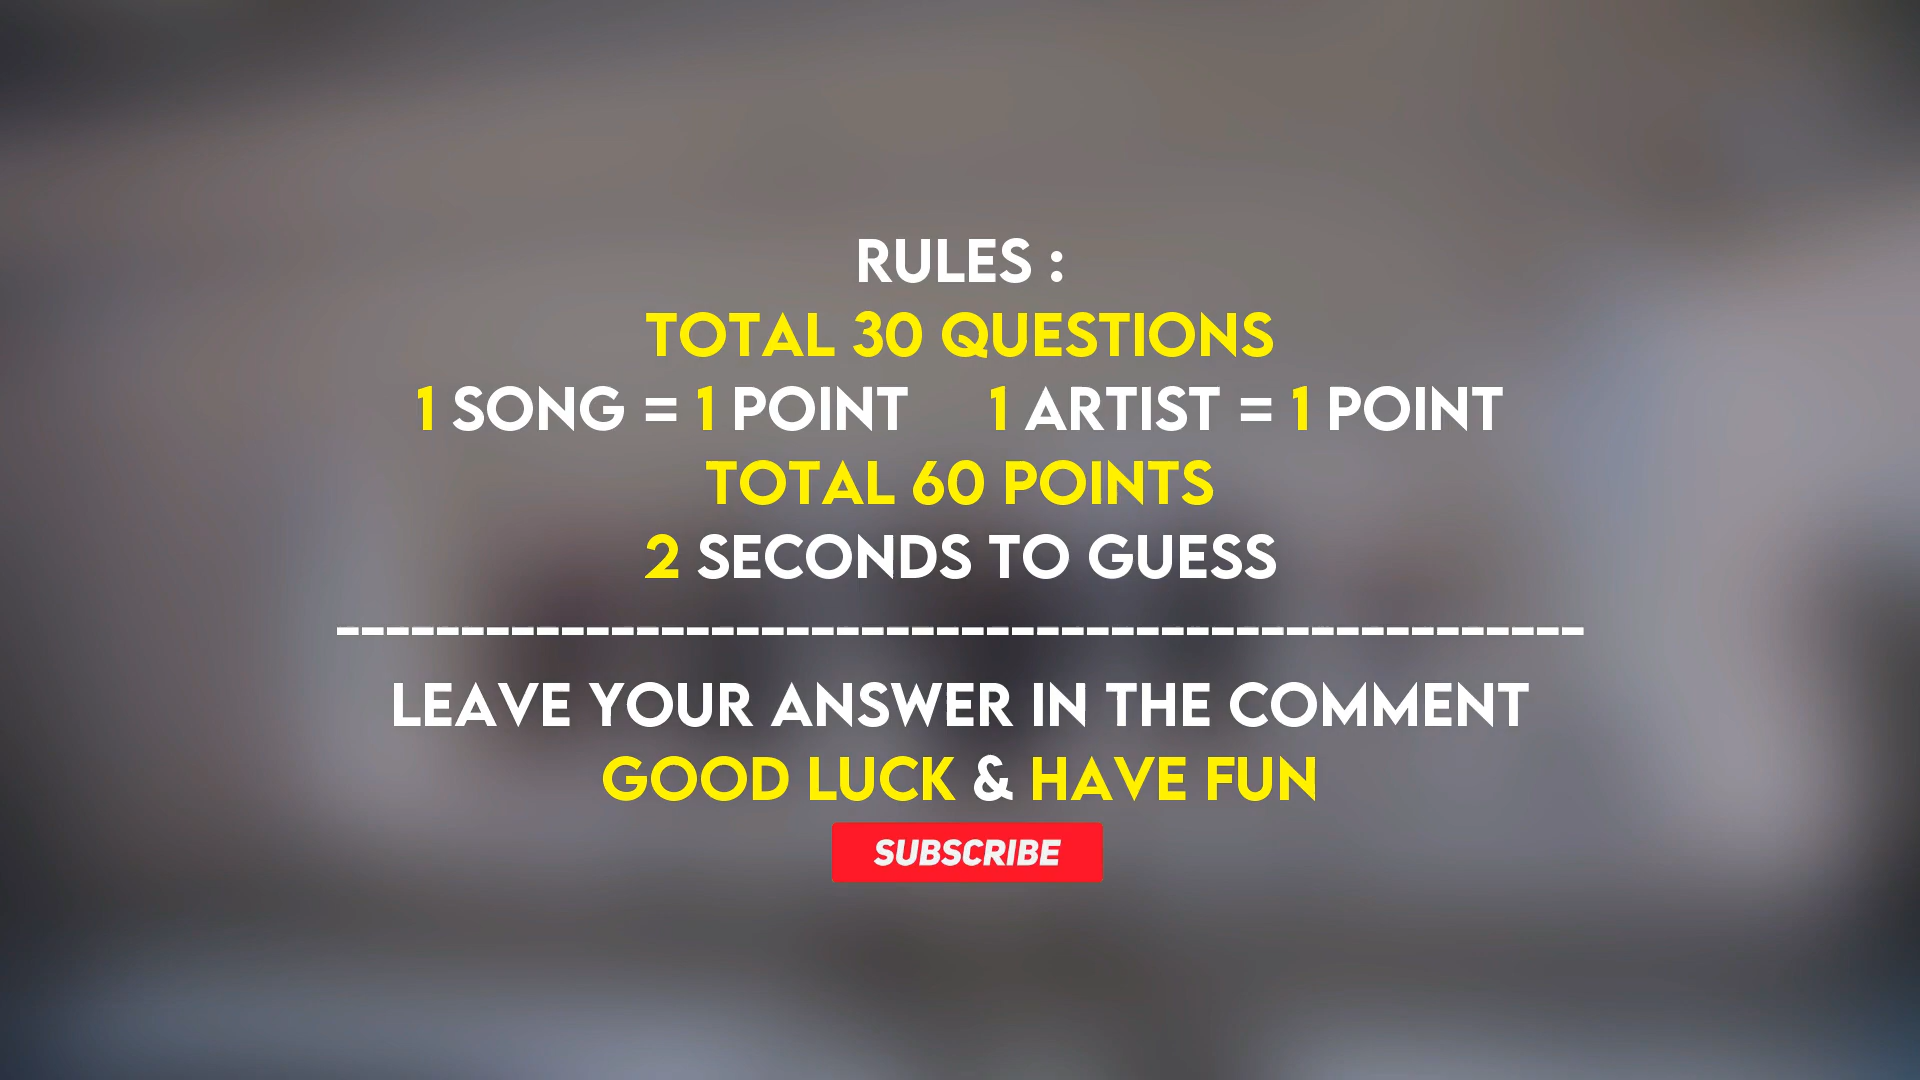 RULES :
TOTAL 30 QUESTIONS
1 SONG = 1 POINT 1 ARTIST = 1 POINT
TOTAL 60 POINTS
2 SECONDS TO GUESS
--------------------------------------------------
LEAVE YOUR ANSWER IN THE COMMENT
GOOD LUCK & HAVE FUN
SUBSCRIBE